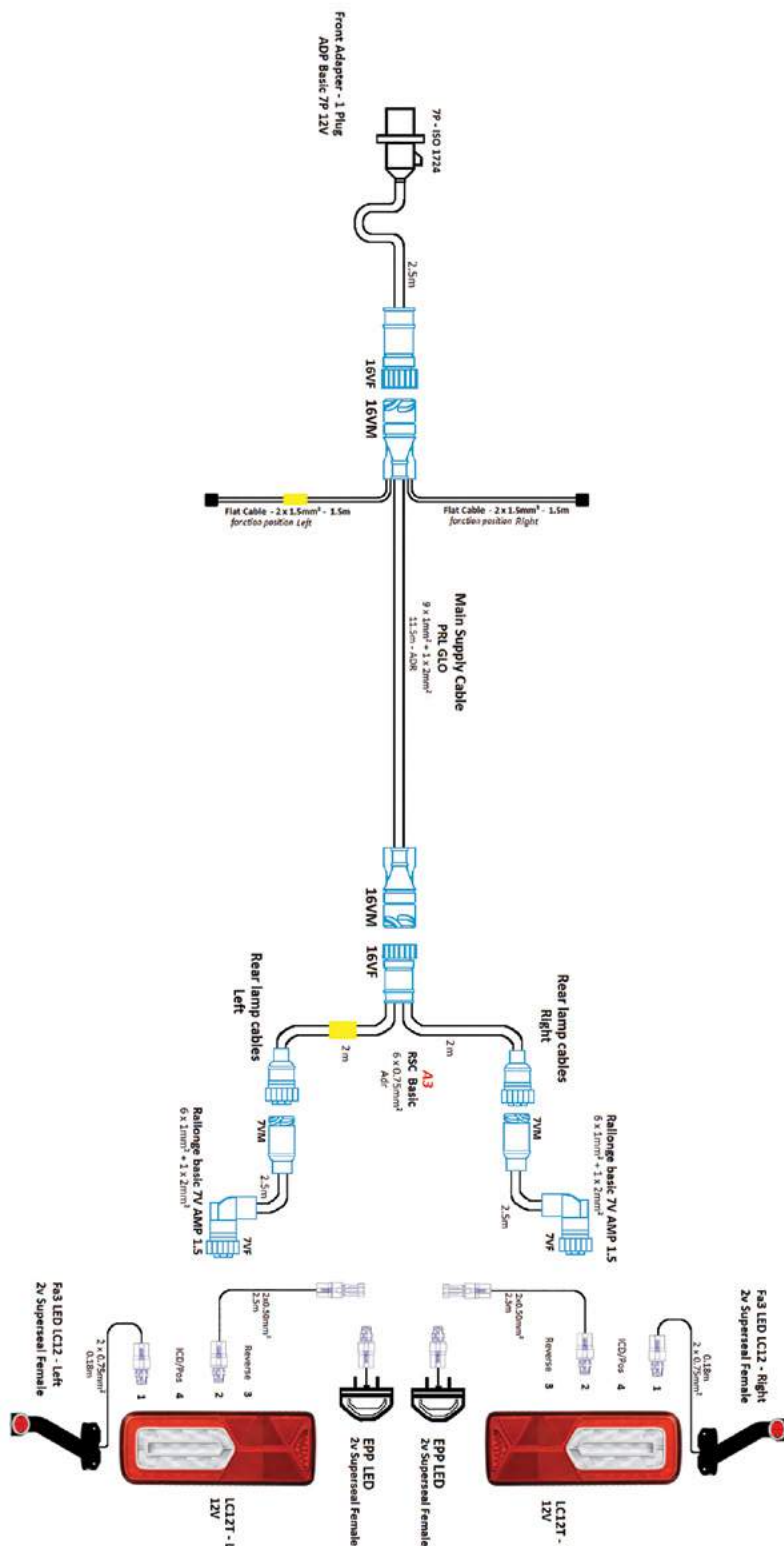 Front Adapter - 1 Plug
ADP Basic 7P 12V
7P - ISO 1724
2.5m
16VF
16VM
Flat Cable - 2 x 1.5mm² - 1.5m
fonction position Left
Flat Cable - 2 x 1.5mm² - 1.5m
fonction position Right
Main Supply Cable
PRL GLO
9 x 1mm² + 1 x 2mm²
11.5m - ADR
16VM
16VF
Rear lamp cables
Left
Rear lamp cables
Right
2 m
2m
A3
RSC Basic
6 x 0.75mm²
Adr
7VM
7VM
Rallonge basic 7V AMP 1.5
6 x 1mm² + 1 x 2mm²
Rallonge basic 7V AMP 1.5
6 x 1mm² + 1 x 2mm²
2.5m
2.5m
7VF
7VF
2x0.50mm²
2.5m
2x0.50mm²
2.5m
Fa3 LED LC12 - Left
2v Superseal Female
2 x 0.75mm²
0.18m
Fa3 LED LC12 - Right
2v Superseal Female
0.18m
2 x 0.75mm²
1
ICD/Pos 4
2
Reverse 3
Reverse 3
2
ICD/Pos 4
1
EPP LED
2v Superseal Female
EPP LED
2v Superseal Female
LC12T -
12V
LC12T -
12V